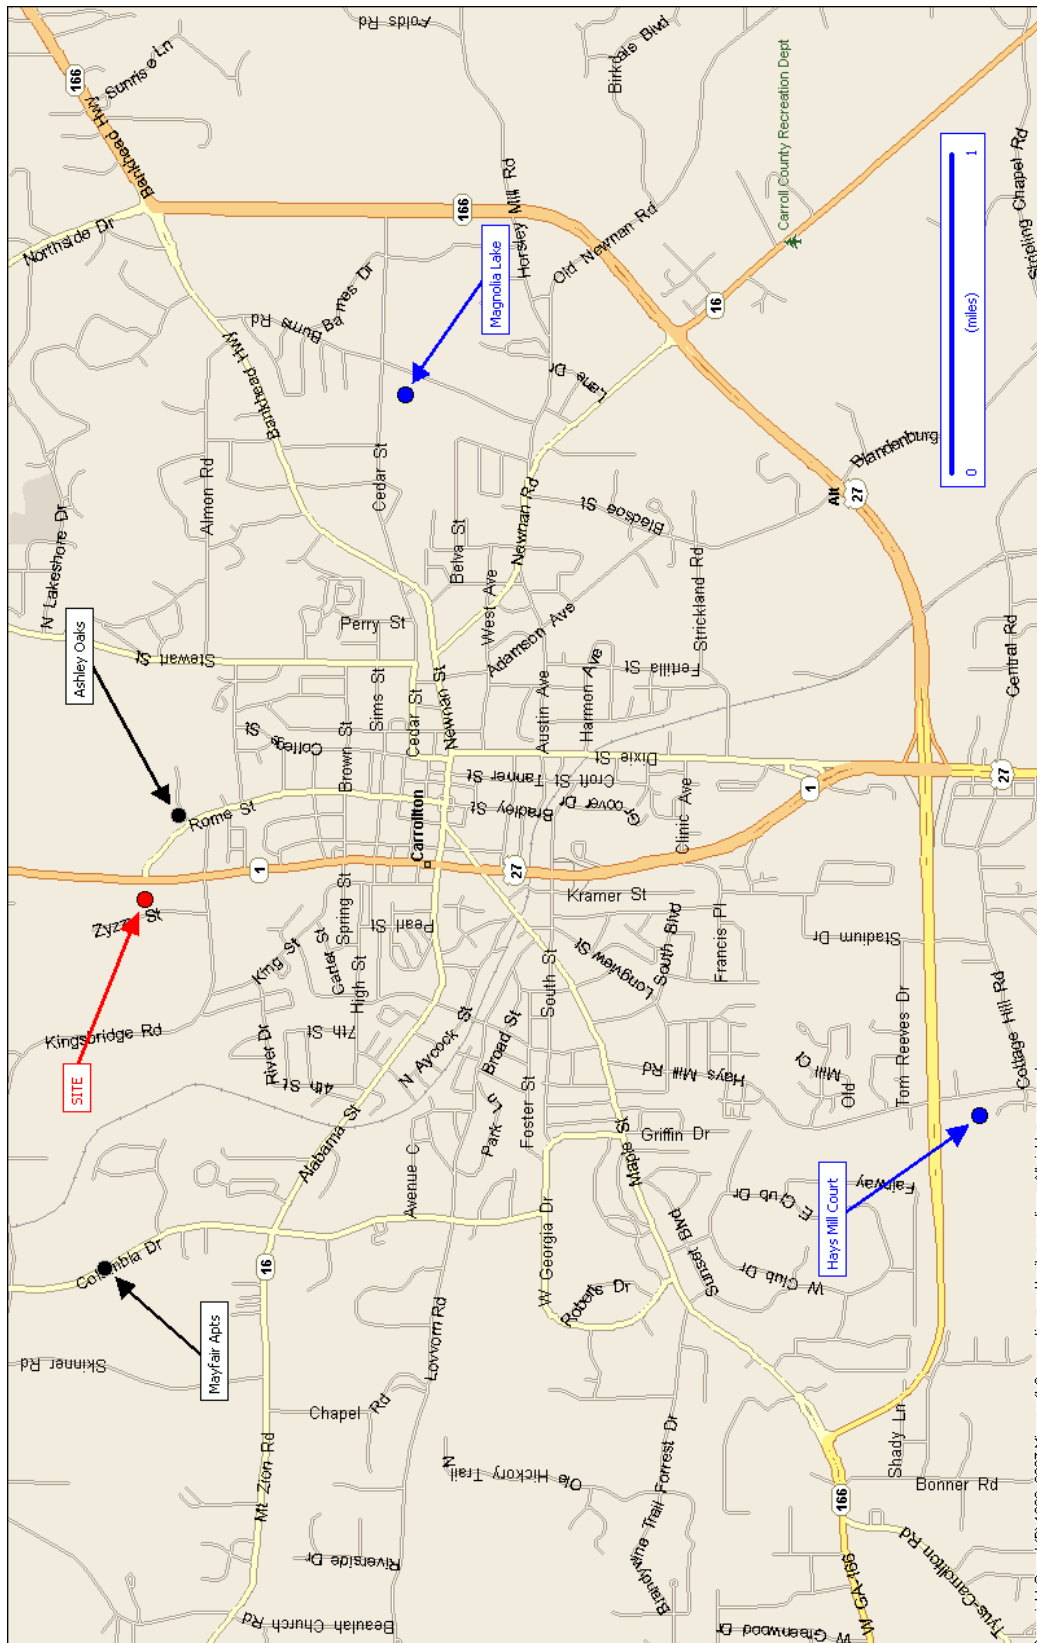 166
Sunrise Ln
Folds Rd
Birkdale Blvd
Bankhead Hwy
Northside Dr
166
Horsley Mill Rd
Old Newnan Rd
Carroll County Recreation Dept
Stripling Chapel Rd
0
(miles)
1
Magnolia Lake
Burns Rd
Barnes Dr
Bankhead Hwy
16
Lane Dr
N Lakeshore Dr
Almon Rd
Cedar St
Newnan Rd
Bledsoe St
Blandenburg
Alt
27
Ashley Oaks
Stewart St
Perry St
Belva St
West Ave
Adamson Ave
Strickland Rd
Fertilla St
Central Rd
College St
Brown St
Sims St
Cedar St
Newnan St
Austin Ave
Harmon Ave
Dixie St
Rome St
Tanner St
Croft St
Bradley St
Grover Dr
Clinic Ave
1
27
Carrollton
1
27
Zyzzx St
SITE
Spring St
Pearl St
Kramer St
King St
Carter St
High St
Longview St
South Blvd
Francis Pl
Stadium Dr
South St
Kingsbridge Rd
River Dr
7th St
4th St
N Aycock St
Broad St
Hays Mill Rd
Old Mill Ct
Tom Reeves Dr
Cottage Hill Rd
Alabama St
Park Ln
Foster St
Maple St
Griffin Dr
Avenue C
Fairway
E Club Dr
Hays Mill Court
Columbia Dr
16
W Georgia Dr
Roberts Dr
Sunset Blvd
W Club Dr
Mayfair Apts
Skinner Rd
Lovvorn Rd
Chapel Rd
Mt Zion Rd
Ole Hickory Trail N
Brandywine Trail
Forrest Dr
Shady Ln
Bonner Rd
166
Riverside Dr
Beaulah Church Rd
W Glenwood Dr
W GA-166
Tyus-Carrollton Rd